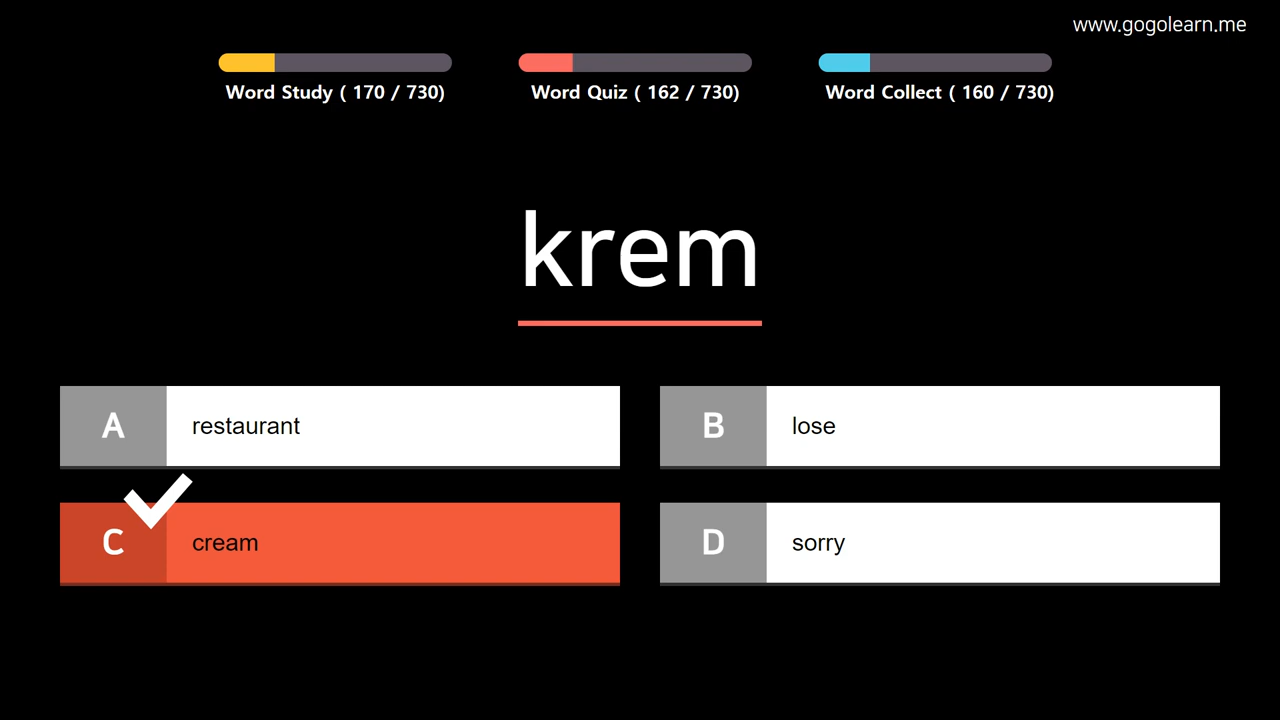 www.gogolearn.me
Word Study ( 170 / 730)
Word Quiz ( 162 / 730)
Word Collect ( 160 / 730)
krem
A restaurant
B lose
C cream
D sorry